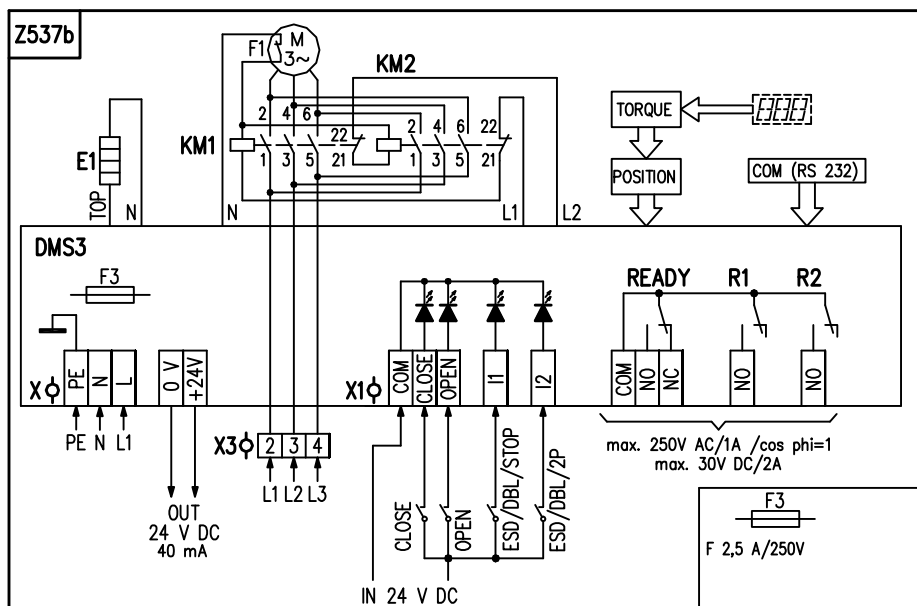 Z537b
F1
M
3~
KM2
2 4 6
22
2 4 6
22
KM1
1 3 5
21
1 3 5
21
E1
TOP
N
N
L1
L2
TORQUE
POSITION
COM (RS 232)
DMS3
F3
READY R1 R2
X
PE
N
L
0 V
+24V
X1
COM
CLOSE
OPEN
I1
I2
COM
NO
NC
NO
NO
PE N L1
X3
2 3 4
L1 L2 L3
OUT
24 V DC
40 mA
CLOSE
OPEN
ESD/DBL/STOP
ESD/DBL/2P
IN 24 V DC
max. 250V AC/1A /cos phi=1
max. 30V DC/2A
F3
F 2,5 A/250V